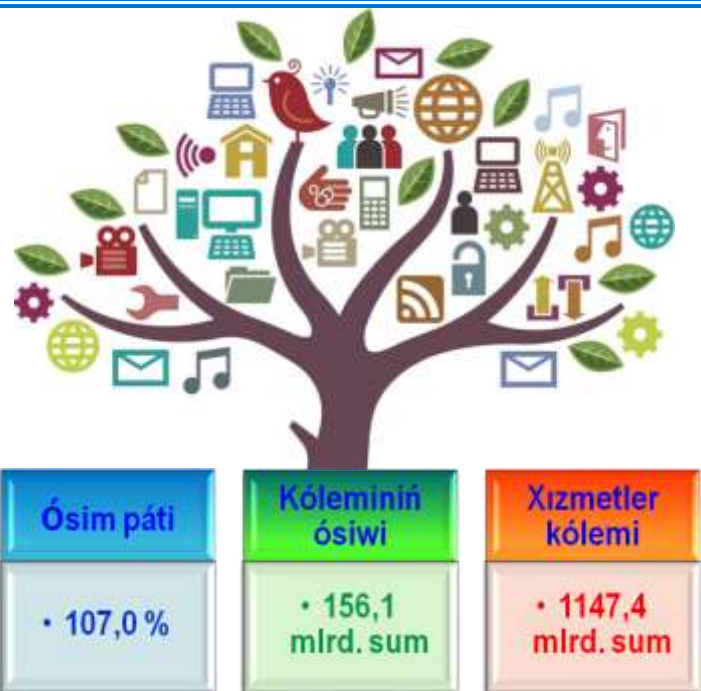 Ósim páti
Kóleminiń
ósiwi
Xızmetler
kólemi
• 107,0 %
• 156,1
mlrd. sum
• 1147,4
mlrd. sum